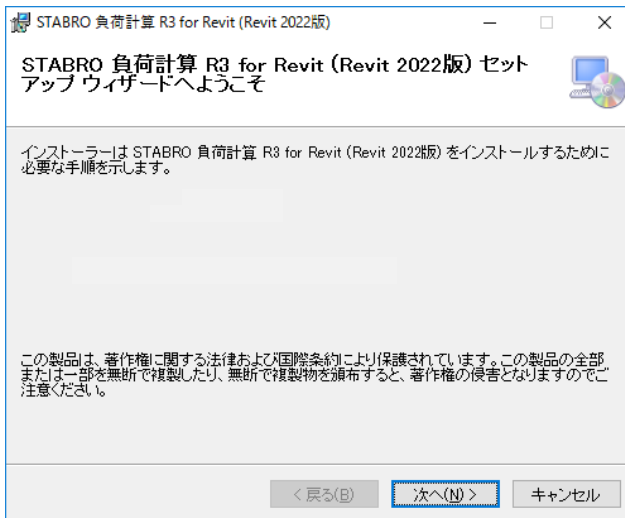 STABRO 負荷計算 R3 for Revit (Revit 2022版)
STABRO 負荷計算 R3 for Revit (Revit 2022版) セット
アップ ウィザードへようこそ
インストーラーは STABRO 負荷計算 R3 for Revit (Revit 2022版) をインストールするために
必要な手順を示します。
この製品は、著作権に関する法律および国際条約により保護されています。この製品の全部
または一部を無断で複製したり、無断で複製物を頒布すると、著作権の侵害となりますのでご
注意ください。
< 戻る(B)
次へ(N) >
キャンセル